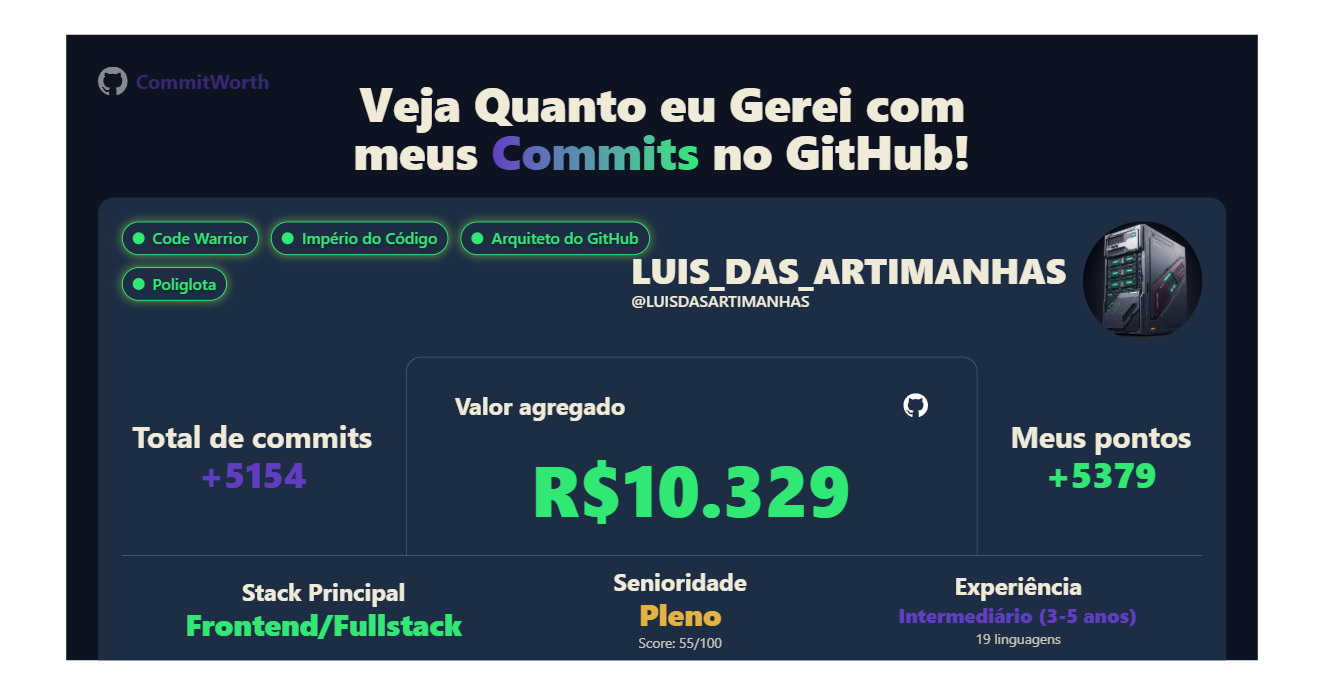 CommitWorth
Veja Quanto eu Gerei com
meus Commits no GitHub!
Code Warrior
Império do Código
Arquiteto do GitHub
Poliglota
LUIS_DAS_ARTIMANHAS
@LUISDASARTIMANHAS
Total de commits
+5154
Valor agregado
R$10.329
Meus pontos
+5379
Stack Principal
Frontend/Fullstack
Senioridade
Pleno
Score: 55/100
Experiência
Intermediário (3-5 anos)
19 linguagens